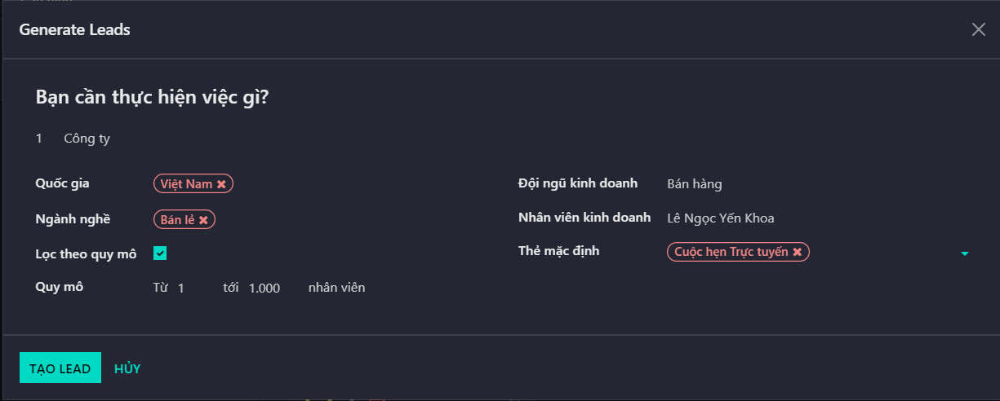 Generate Leads
Bạn cần thực hiện việc gì?
1 Công ty
Quốc gia Việt Nam Đội ngũ kinh doanh Bán hàng
Ngành nghề Bán lẻ Nhân viên kinh doanh Lê Ngọc Yến Khoa
Lọc theo quy mô Thẻ mặc định Cuộc hẹn Trực tuyến
Quy mô Từ 1 tới 1.000 nhân viên
TẠO LEAD HỦY